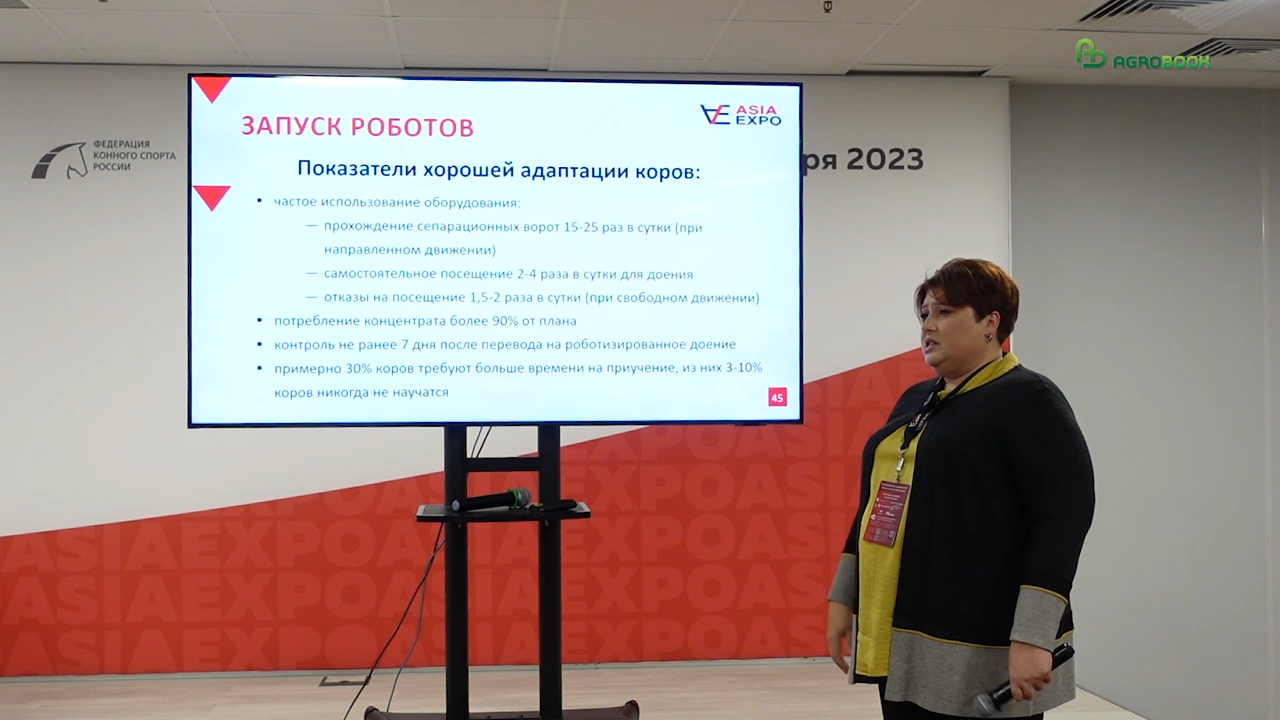 AGROBOOK
ФЕДЕРАЦИЯ
КОННОГО СПОРТА
РОССИИ
ря 2023
ASIA
EXPO
ЗАПУСК РОБОТОВ
Показатели хорошей адаптации коров:
▪ частое использование оборудования:
— прохождение сепарационных ворот 15-25 раз в сутки (при
направленном движении)
— самостоятельное посещение 2-4 раза в сутки для доения
— отказы на посещение 1,5-2 раза в сутки (при свободном движении)
▪ потребление концентрата более 90% от плана
▪ контроль не ранее 7 дня после перевода на роботизированное доение
▪ примерно 30% коров требуют больше времени на приучение, из них 3-10%
коров никогда не научатся
45
EXPOASIAEXPOAS
ASIAEXPOASIAEXPOAS
ASIAEXPOASIAEXPOAS
ASIAEXPOASIAEXPOAS